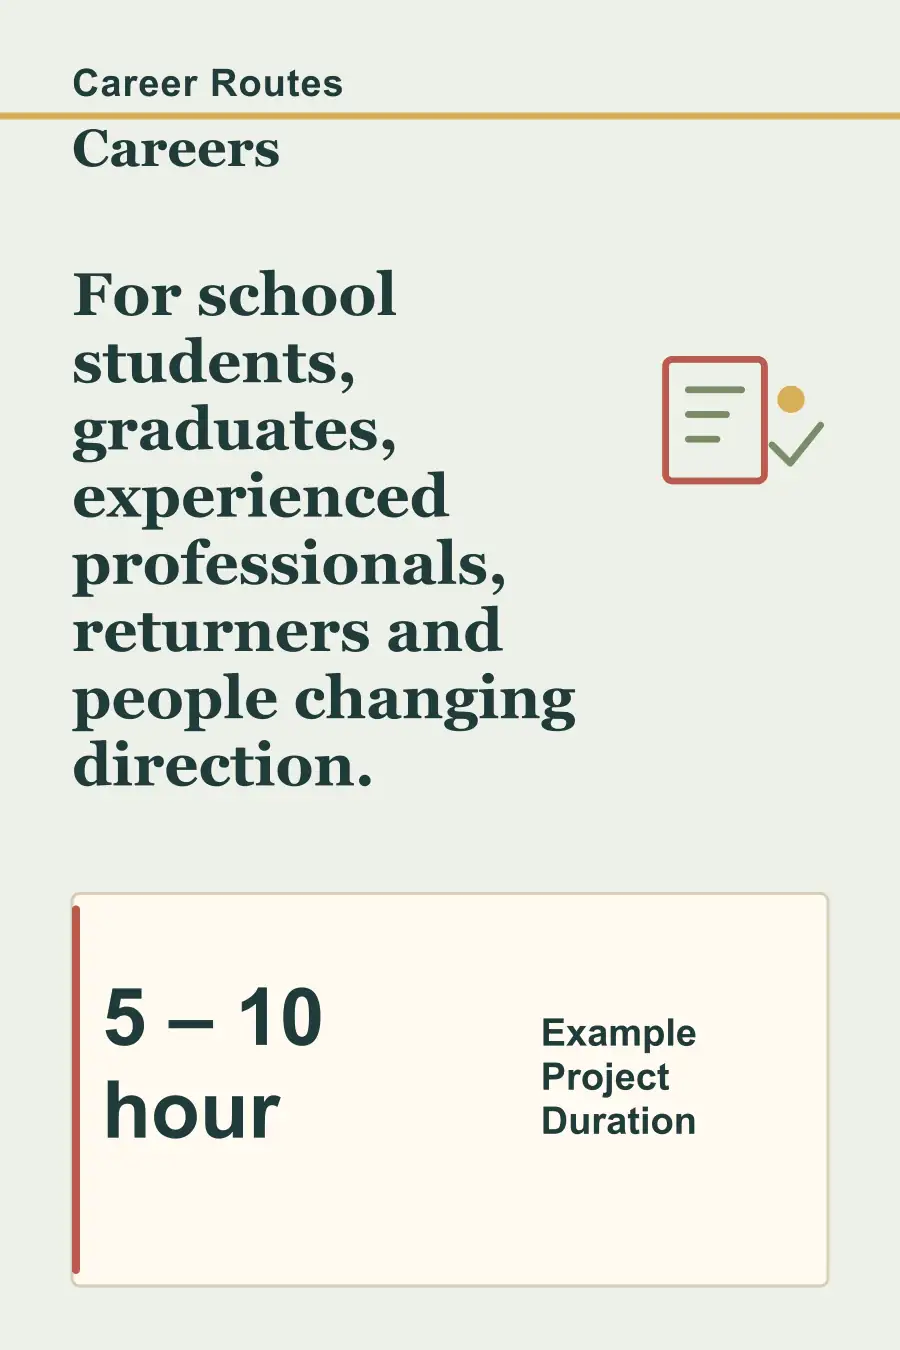 Career Routes
Careers
For school
students,
graduates,
experienced
professionals,
returners and
people changing
direction.
5 – 10
hour
Example
Project
Duration